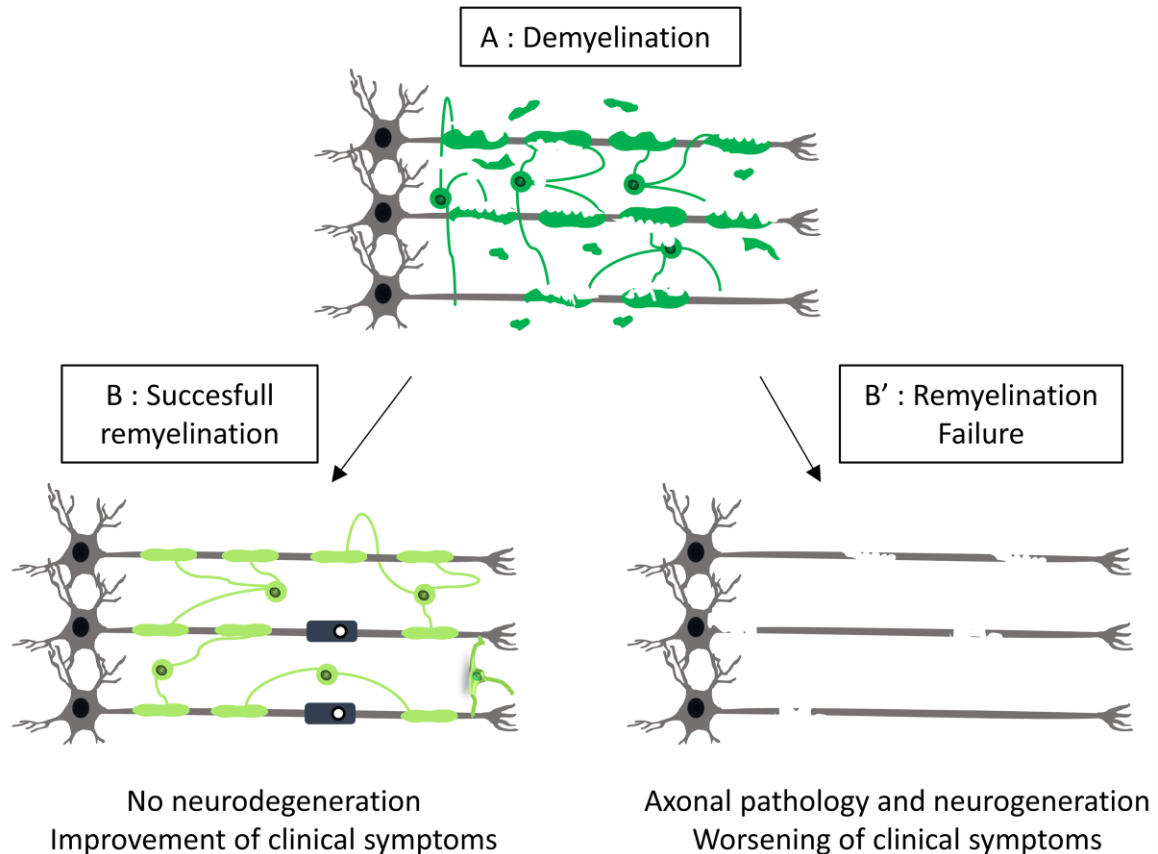 A : Demyelination
B : Succesfull
remyelination
B’ : Remyelination
Failure
No neurodegeneration
Improvement of clinical symptoms
Axonal pathology and neurogeneration
Worsening of clinical symptoms